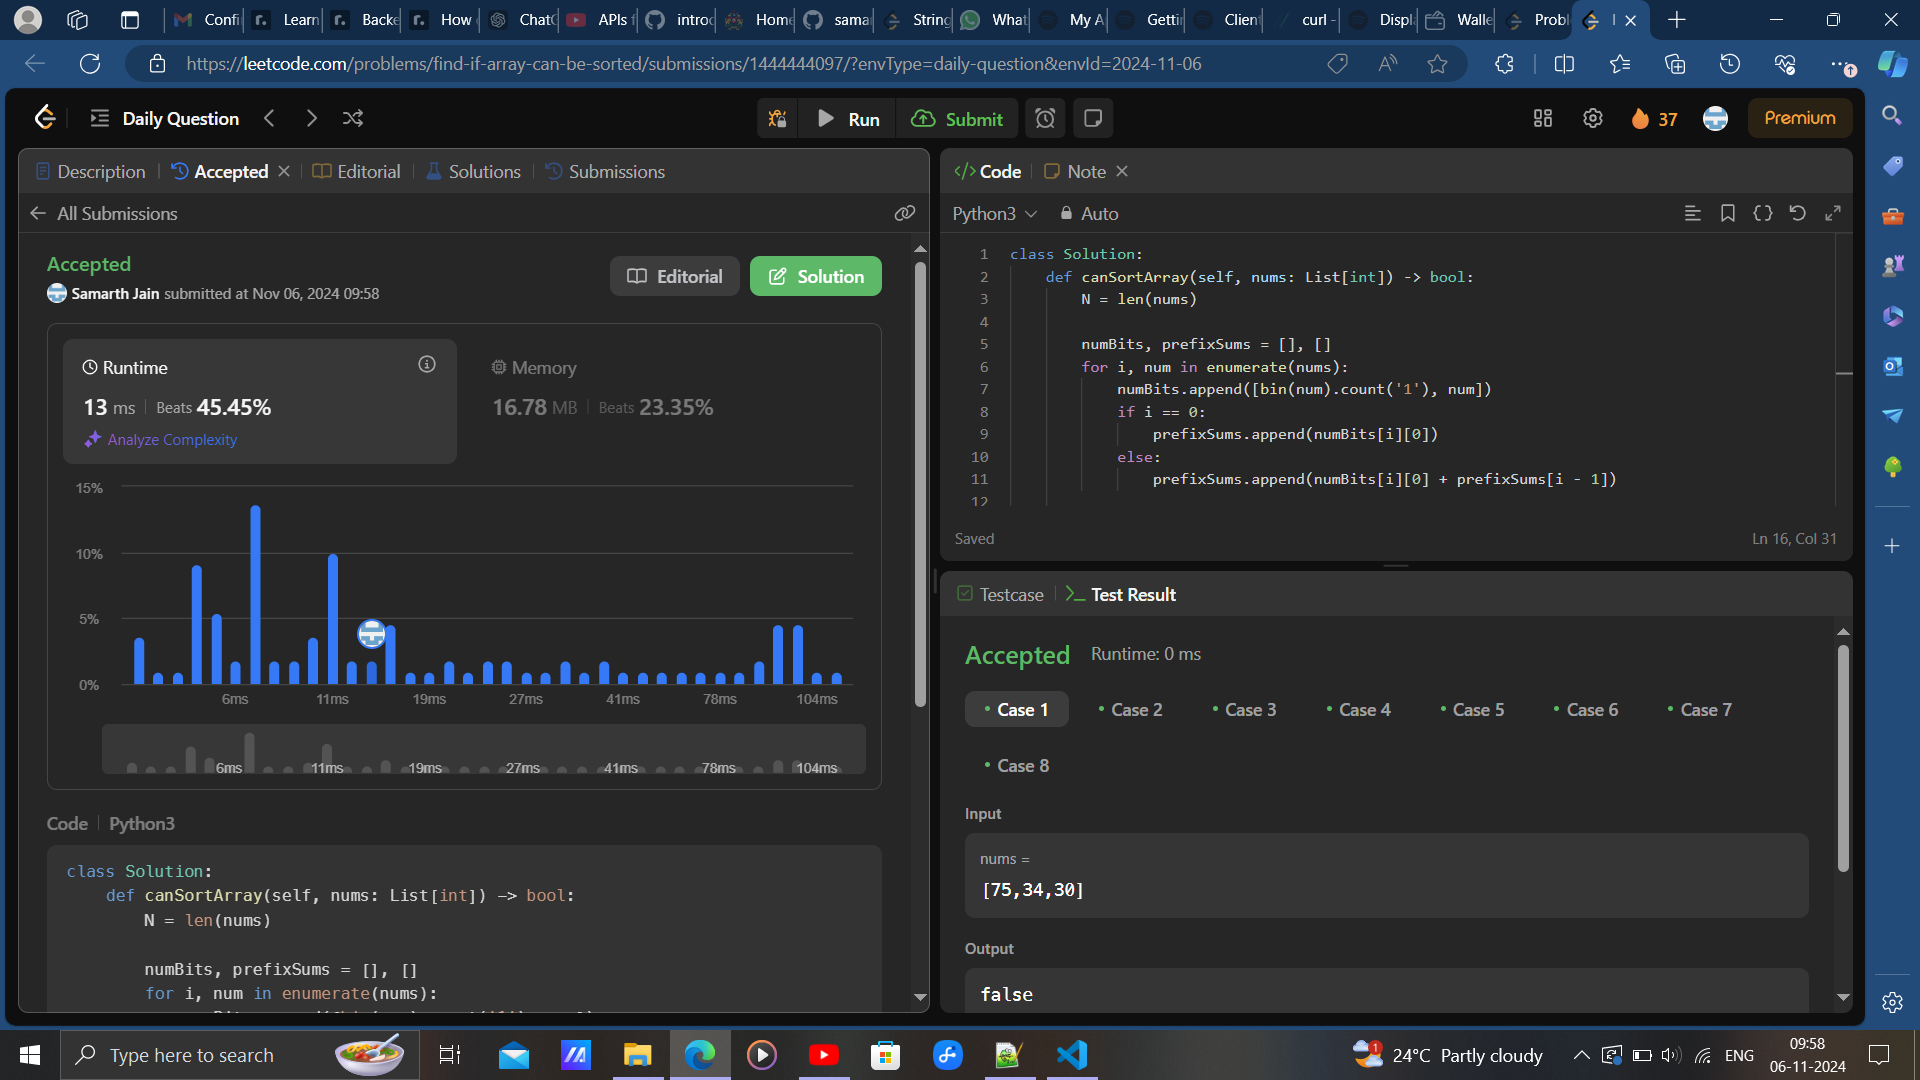 Confi
Learn
Backe
How
ChatG
APIs f
introd
Home
samar
String
What
My A
Gettin
Client
curl -
Displa
Walle
Probl
https://leetcode.com/problems/find-if-array-can-be-sorted/submissions/1444444097/?envType=daily-question&envId=2024-11-06
Daily Question
Run
Submit
37
Premium
Description
Accepted
Editorial
Solutions
Submissions
All Submissions
Accepted
Samarth Jain submitted at Nov 06, 2024 09:58
Editorial
Solution
Runtime
13 ms | Beats 45.45%
Analyze Complexity
Memory
16.78 MB | Beats 23.35%
15%
10%
5%
0%
6ms 11ms 19ms 27ms 41ms 78ms 104ms
6ms 11ms 19ms 27ms 41ms 78ms 104ms
Code | Python3
class Solution:
    def canSortArray(self, nums: List[int]) -> bool:
        N = len(nums)
        numBits, prefixSums = [], []
        for i, num in enumerate(nums):
Code
Note
Python3
Auto
1 class Solution:
2     def canSortArray(self, nums: List[int]) -> bool:
3         N = len(nums)
4
5         numBits, prefixSums = [], []
6         for i, num in enumerate(nums):
7             numBits.append([bin(num).count('1'), num])
8             if i == 0:
9                 prefixSums.append(numBits[i][0])
10             else:
11                 prefixSums.append(numBits[i][0] + prefixSums[i - 1])
12
Saved
Ln 16, Col 31
Testcase
Test Result
Accepted
Runtime: 0 ms
Case 1
Case 2
Case 3
Case 4
Case 5
Case 6
Case 7
Case 8
Input
nums =
[75,34,30]
Output
false
Type here to search
1
24°C Partly cloudy
ENG
09:58
06-11-2024